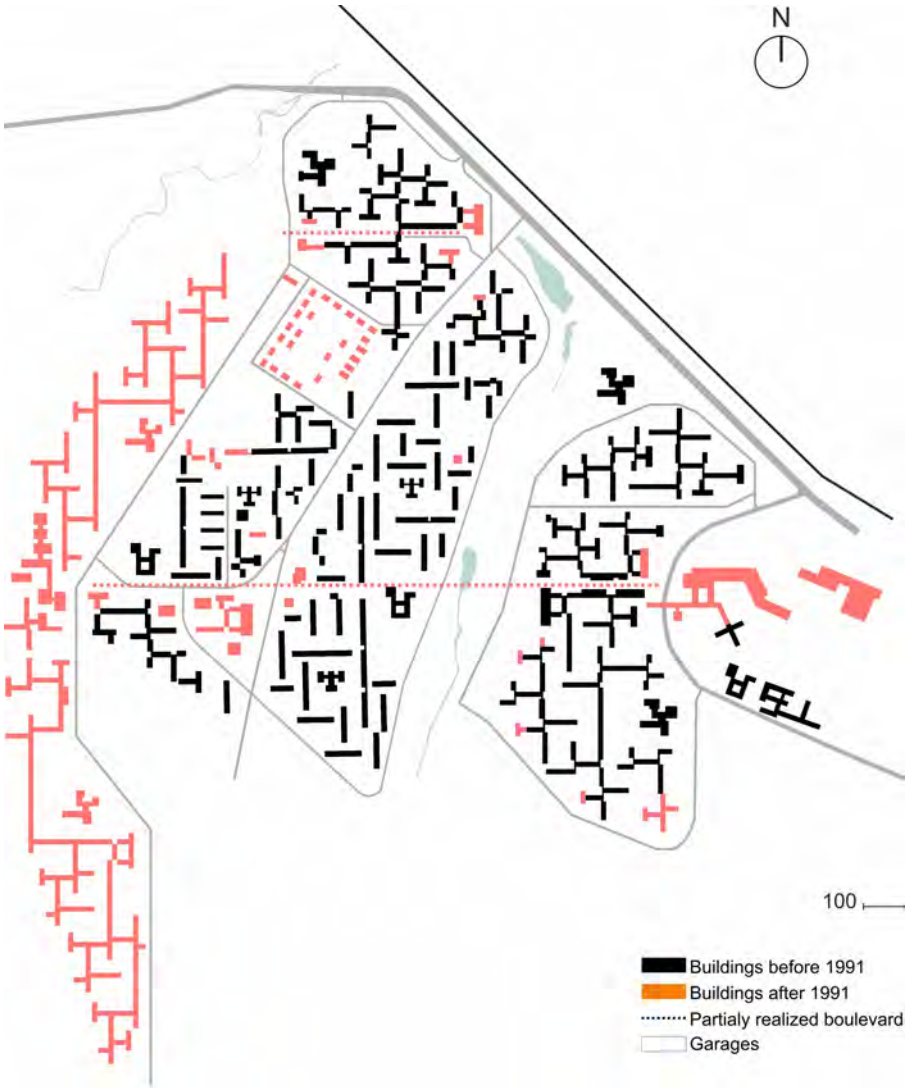 N
100
Buildings before 1991
Buildings after 1991
Partialy realized boulevard
Garages